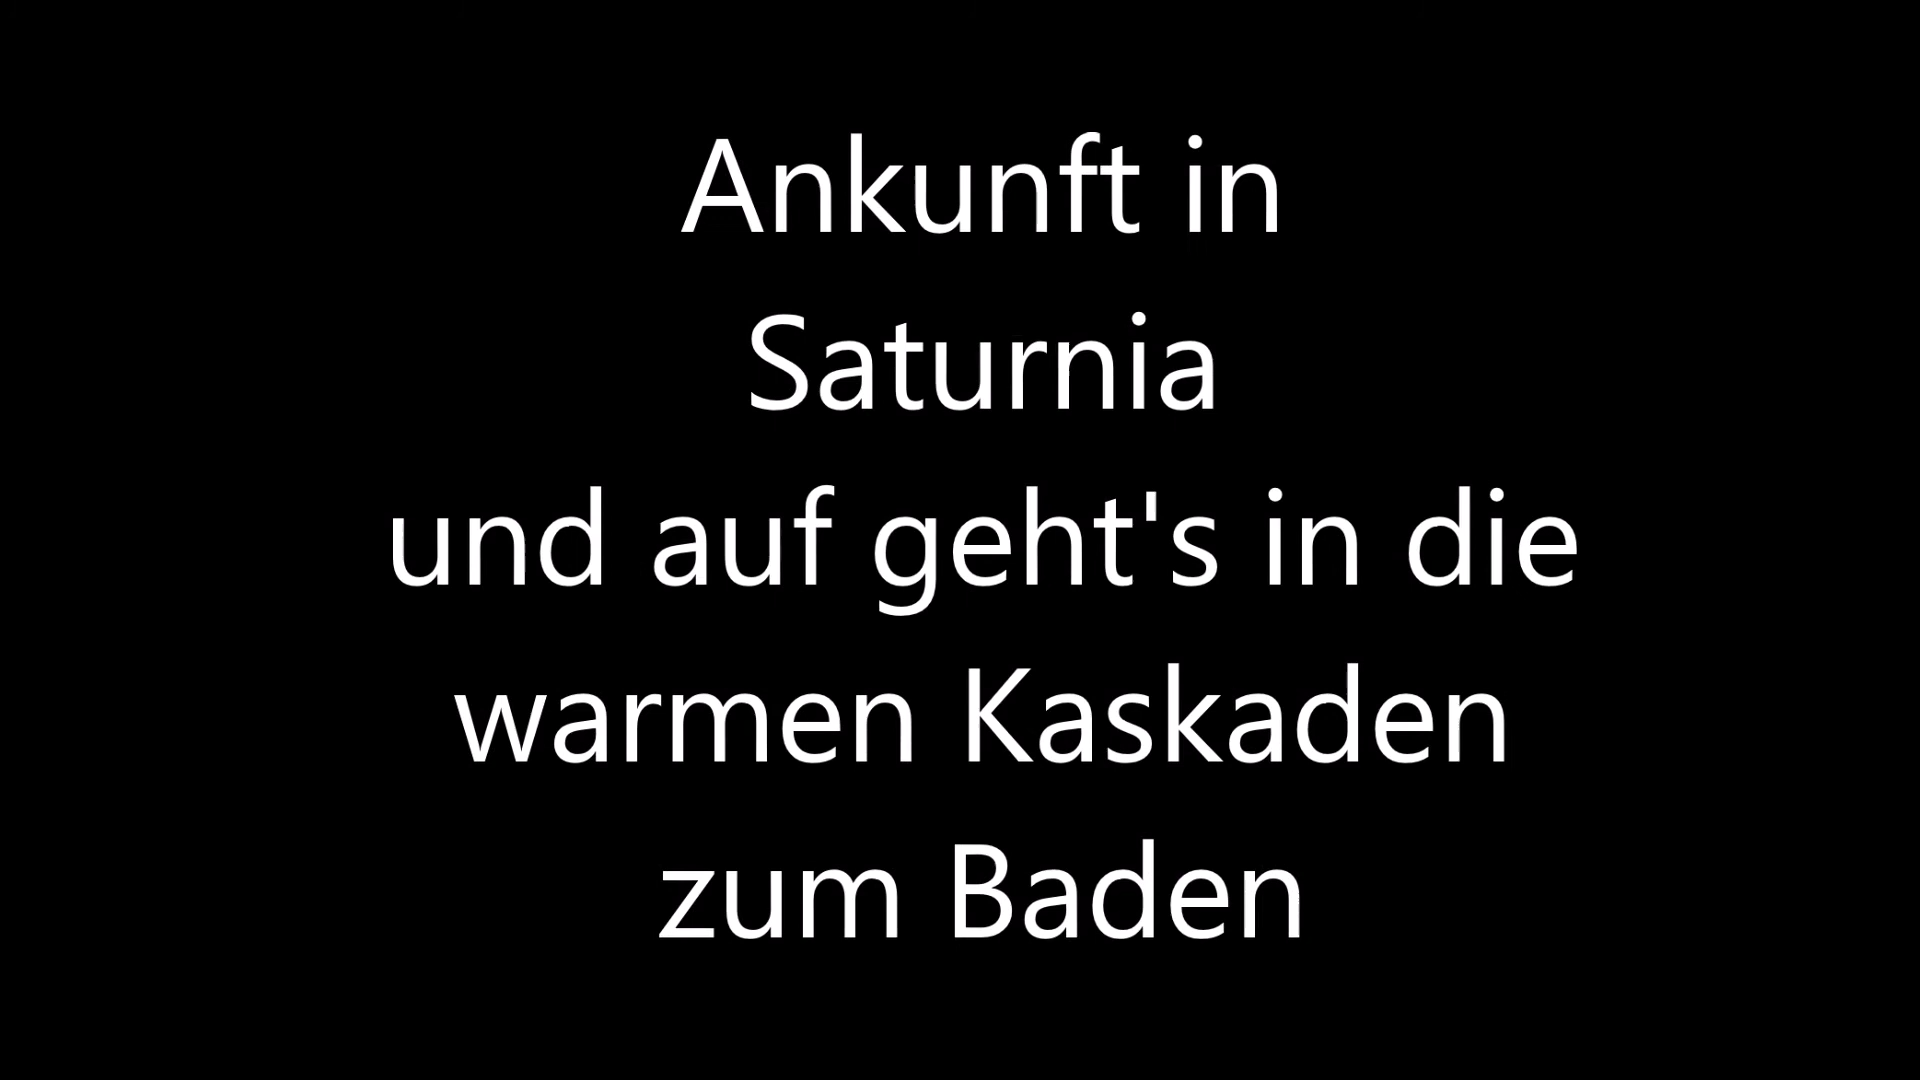 Ankunft in
Saturnia
und auf geht's in die
warmen Kaskaden
zum Baden